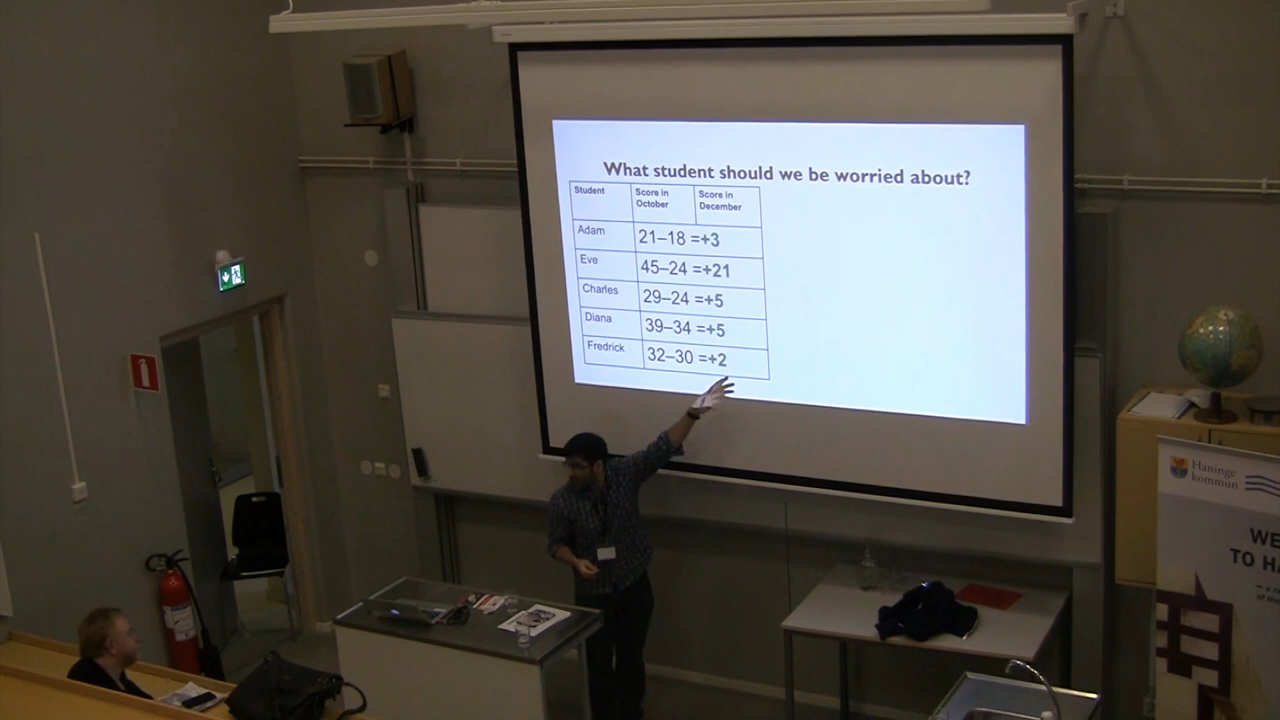 What student should we be worried about?
Student
Score in
October
Score in
December
Adam
21–18 =+3
Eve
45–24 =+21
Charles
29–24 =+5
Diana
39–34 =+5
Fredrick
32–30 =+2
Haninge
kommun
WE
TO HA